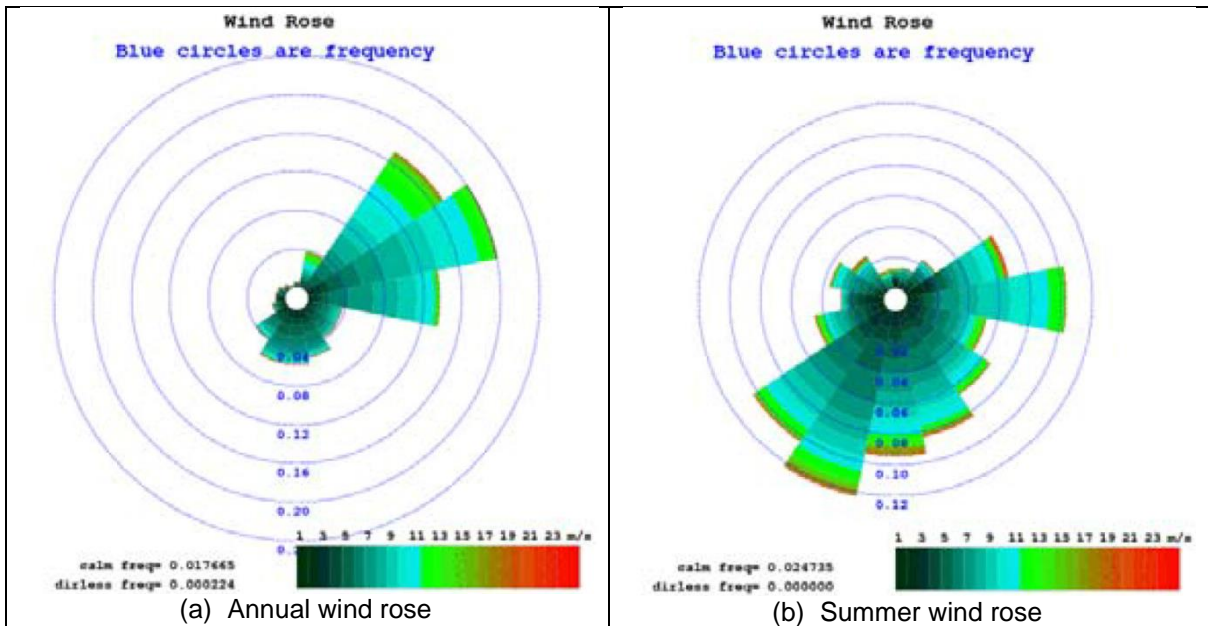 Wind Rose
Blue circles are frequency
0.04
0.08
0.12
0.16
0.20
1 3 5 7 9 11 13 15 17 19 21 23 m/s
calm freq= 0.017665
dirless freq= 0.000224
(a) Annual wind rose
Wind Rose
Blue circles are frequency
0.02
0.04
0.06
0.08
0.10
0.12
1 3 5 7 9 11 13 15 17 19 21 23 m/s
calm freq= 0.024735
dirless freq= 0.000000
(b) Summer wind rose